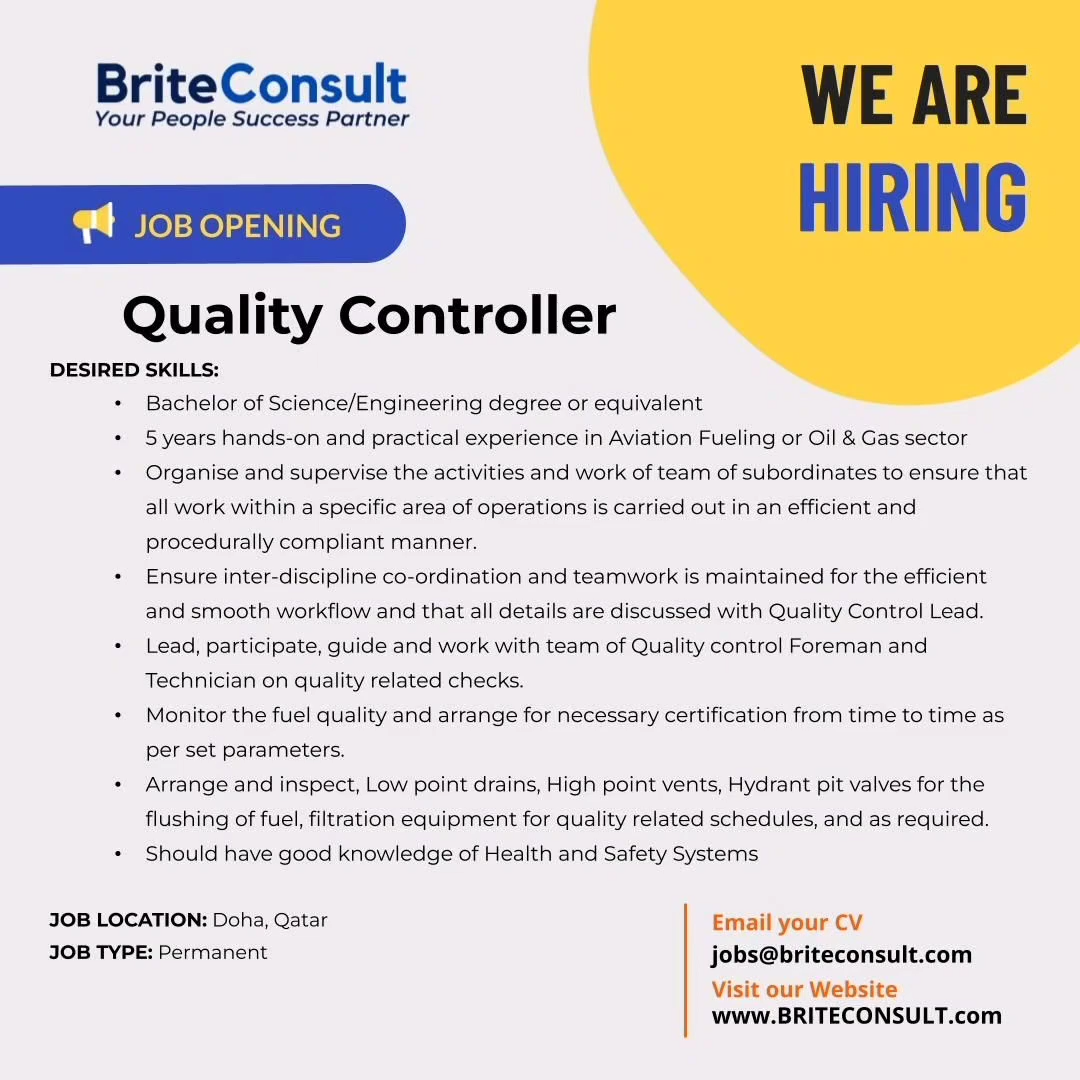 BriteConsult
Your People Success Partner
WE ARE
HIRING
JOB OPENING
Quality Controller
DESIRED SKILLS:
• Bachelor of Science/Engineering degree or equivalent
• 5 years hands-on and practical experience in Aviation Fueling or Oil & Gas sector
• Organise and supervise the activities and work of team of subordinates to ensure that
all work within a specific area of operations is carried out in an efficient and
procedurally compliant manner.
• Ensure inter-discipline co-ordination and teamwork is maintained for the efficient
and smooth workflow and that all details are discussed with Quality Control Lead.
• Lead, participate, guide and work with team of Quality control Foreman and
Technician on quality related checks.
• Monitor the fuel quality and arrange for necessary certification from time to time as
per set parameters.
• Arrange and inspect, Low point drains, High point vents, Hydrant pit valves for the
flushing of fuel, filtration equipment for quality related schedules, and as required.
• Should have good knowledge of Health and Safety Systems
JOB LOCATION: Doha, Qatar
JOB TYPE: Permanent
Email your CV
jobs@briteconsult.com
Visit our Website
www.BRITECONSULT.com